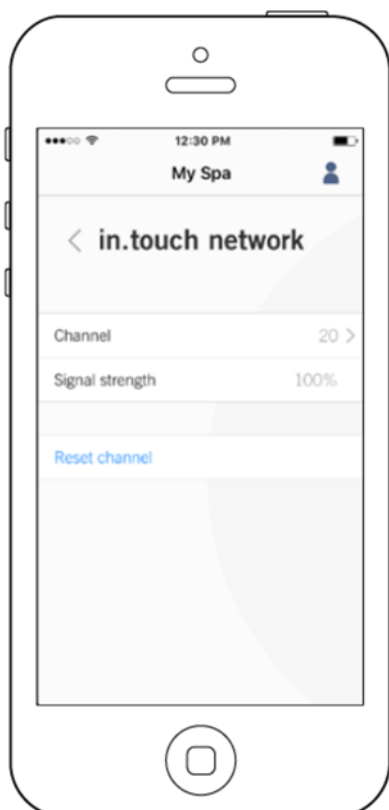 12:30 PM
My Spa
in.touch network
Channel 20
Signal strength 100%
Reset channel